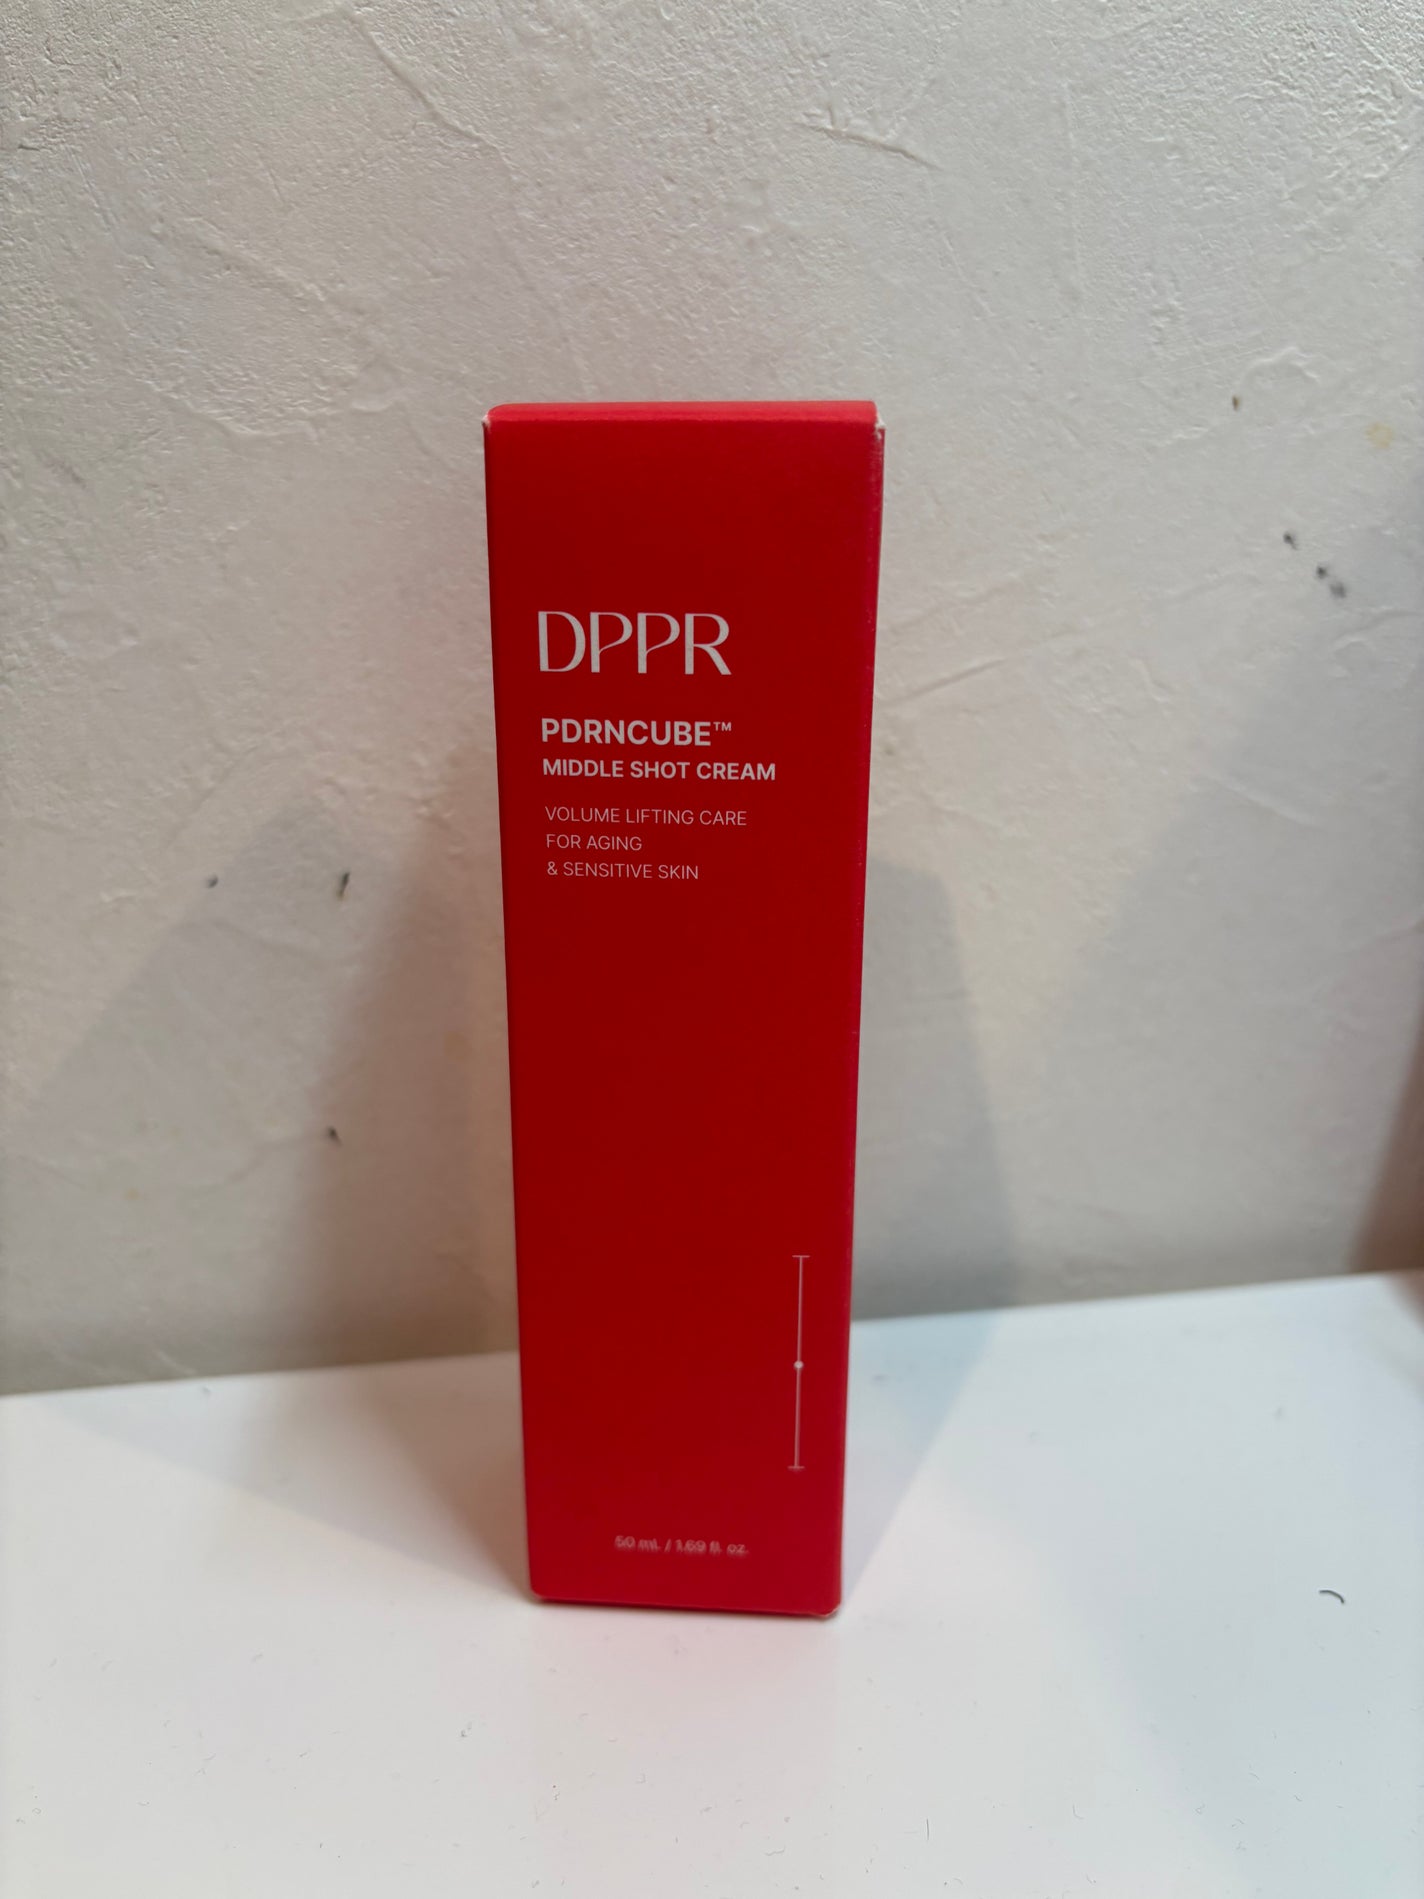 DPPR
PDRNCUBE™
MIDDLE SHOT CREAM
VOLUME LIFTING CARE
FOR AGING
& SENSITIVE SKIN
50 mL / 1.69 fl. oz.